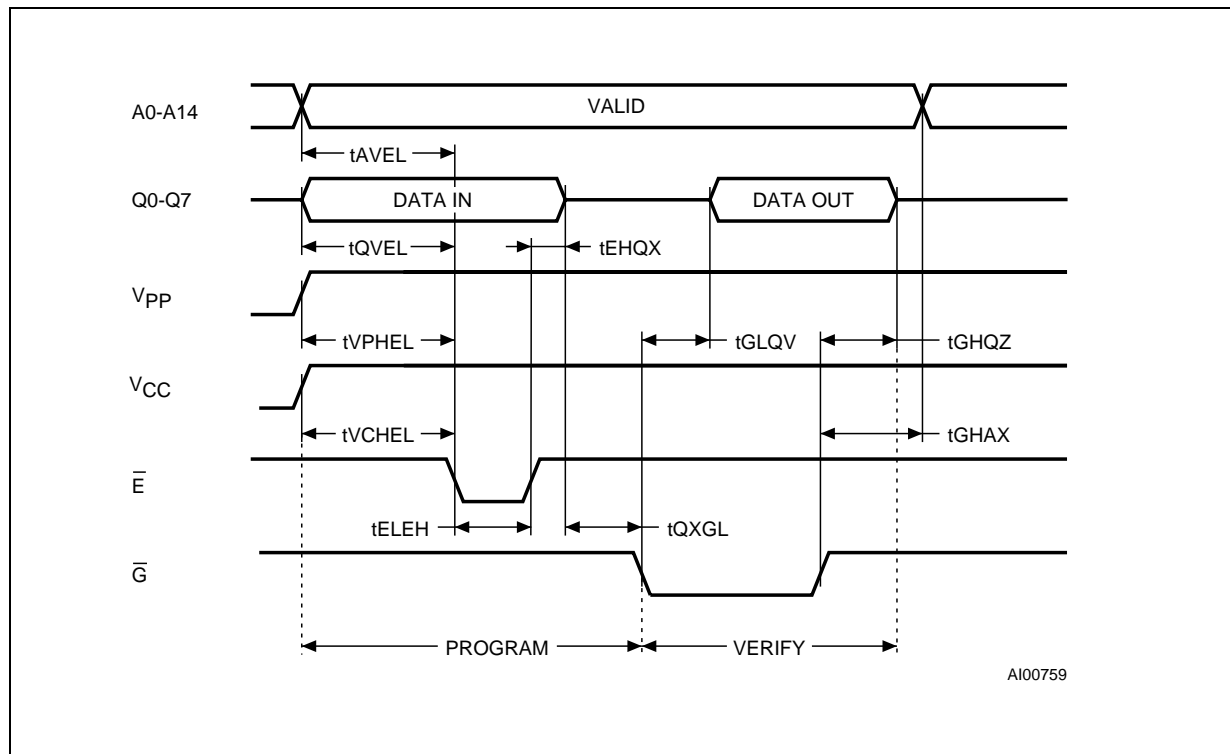 A0-A14
VALID
tAVEL
Q0-Q7
DATA IN
DATA OUT
tQVEL
tEHQX
VPP
tVPHEL
tGLQV
tGHQZ
VCC
tVCHEL
tGHAX
E̅
tELEH
tQXGL
G̅
PROGRAM
VERIFY
AI00759